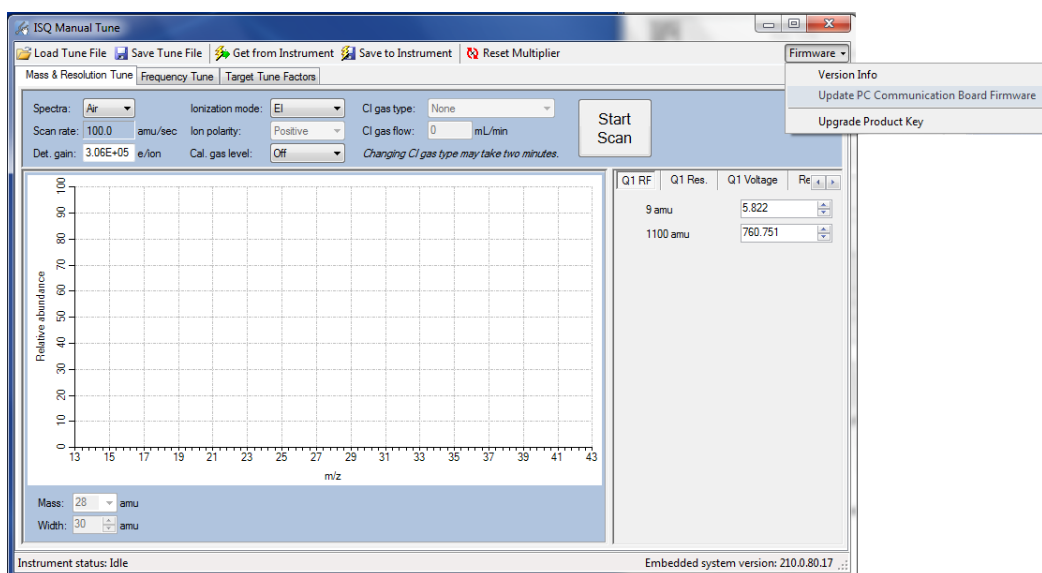 ISQ Manual Tune
Load Tune File Save Tune File Get from Instrument Save to Instrument Reset Multiplier Firmware
Version Info
Update PC Communication Board Firmware
Upgrade Product Key
Mass & Resolution Tune Frequency Tune Target Tune Factors
Spectra: Air Ionization mode: EI CI gas type: None
Scan rate: 100.0 amu/sec Ion polarity: Positive CI gas flow: 0 mL/min
Det. gain: 3.06E+05 e/ion Cal. gas level: Off Changing CI gas type may take two minutes.
Start
Scan
Relative abundance
100
90
80
70
60
50
40
30
20
10
0
13 15 17 19 21 23 25 27 29 31 33 35 37 39 41 43
m/z
Q1 RF Q1 Res. Q1 Voltage Re
9 amu 5.822
1100 amu 760.751
Mass: 28 amu
Width: 30 amu
Instrument status: Idle Embedded system version: 210.0.80.17